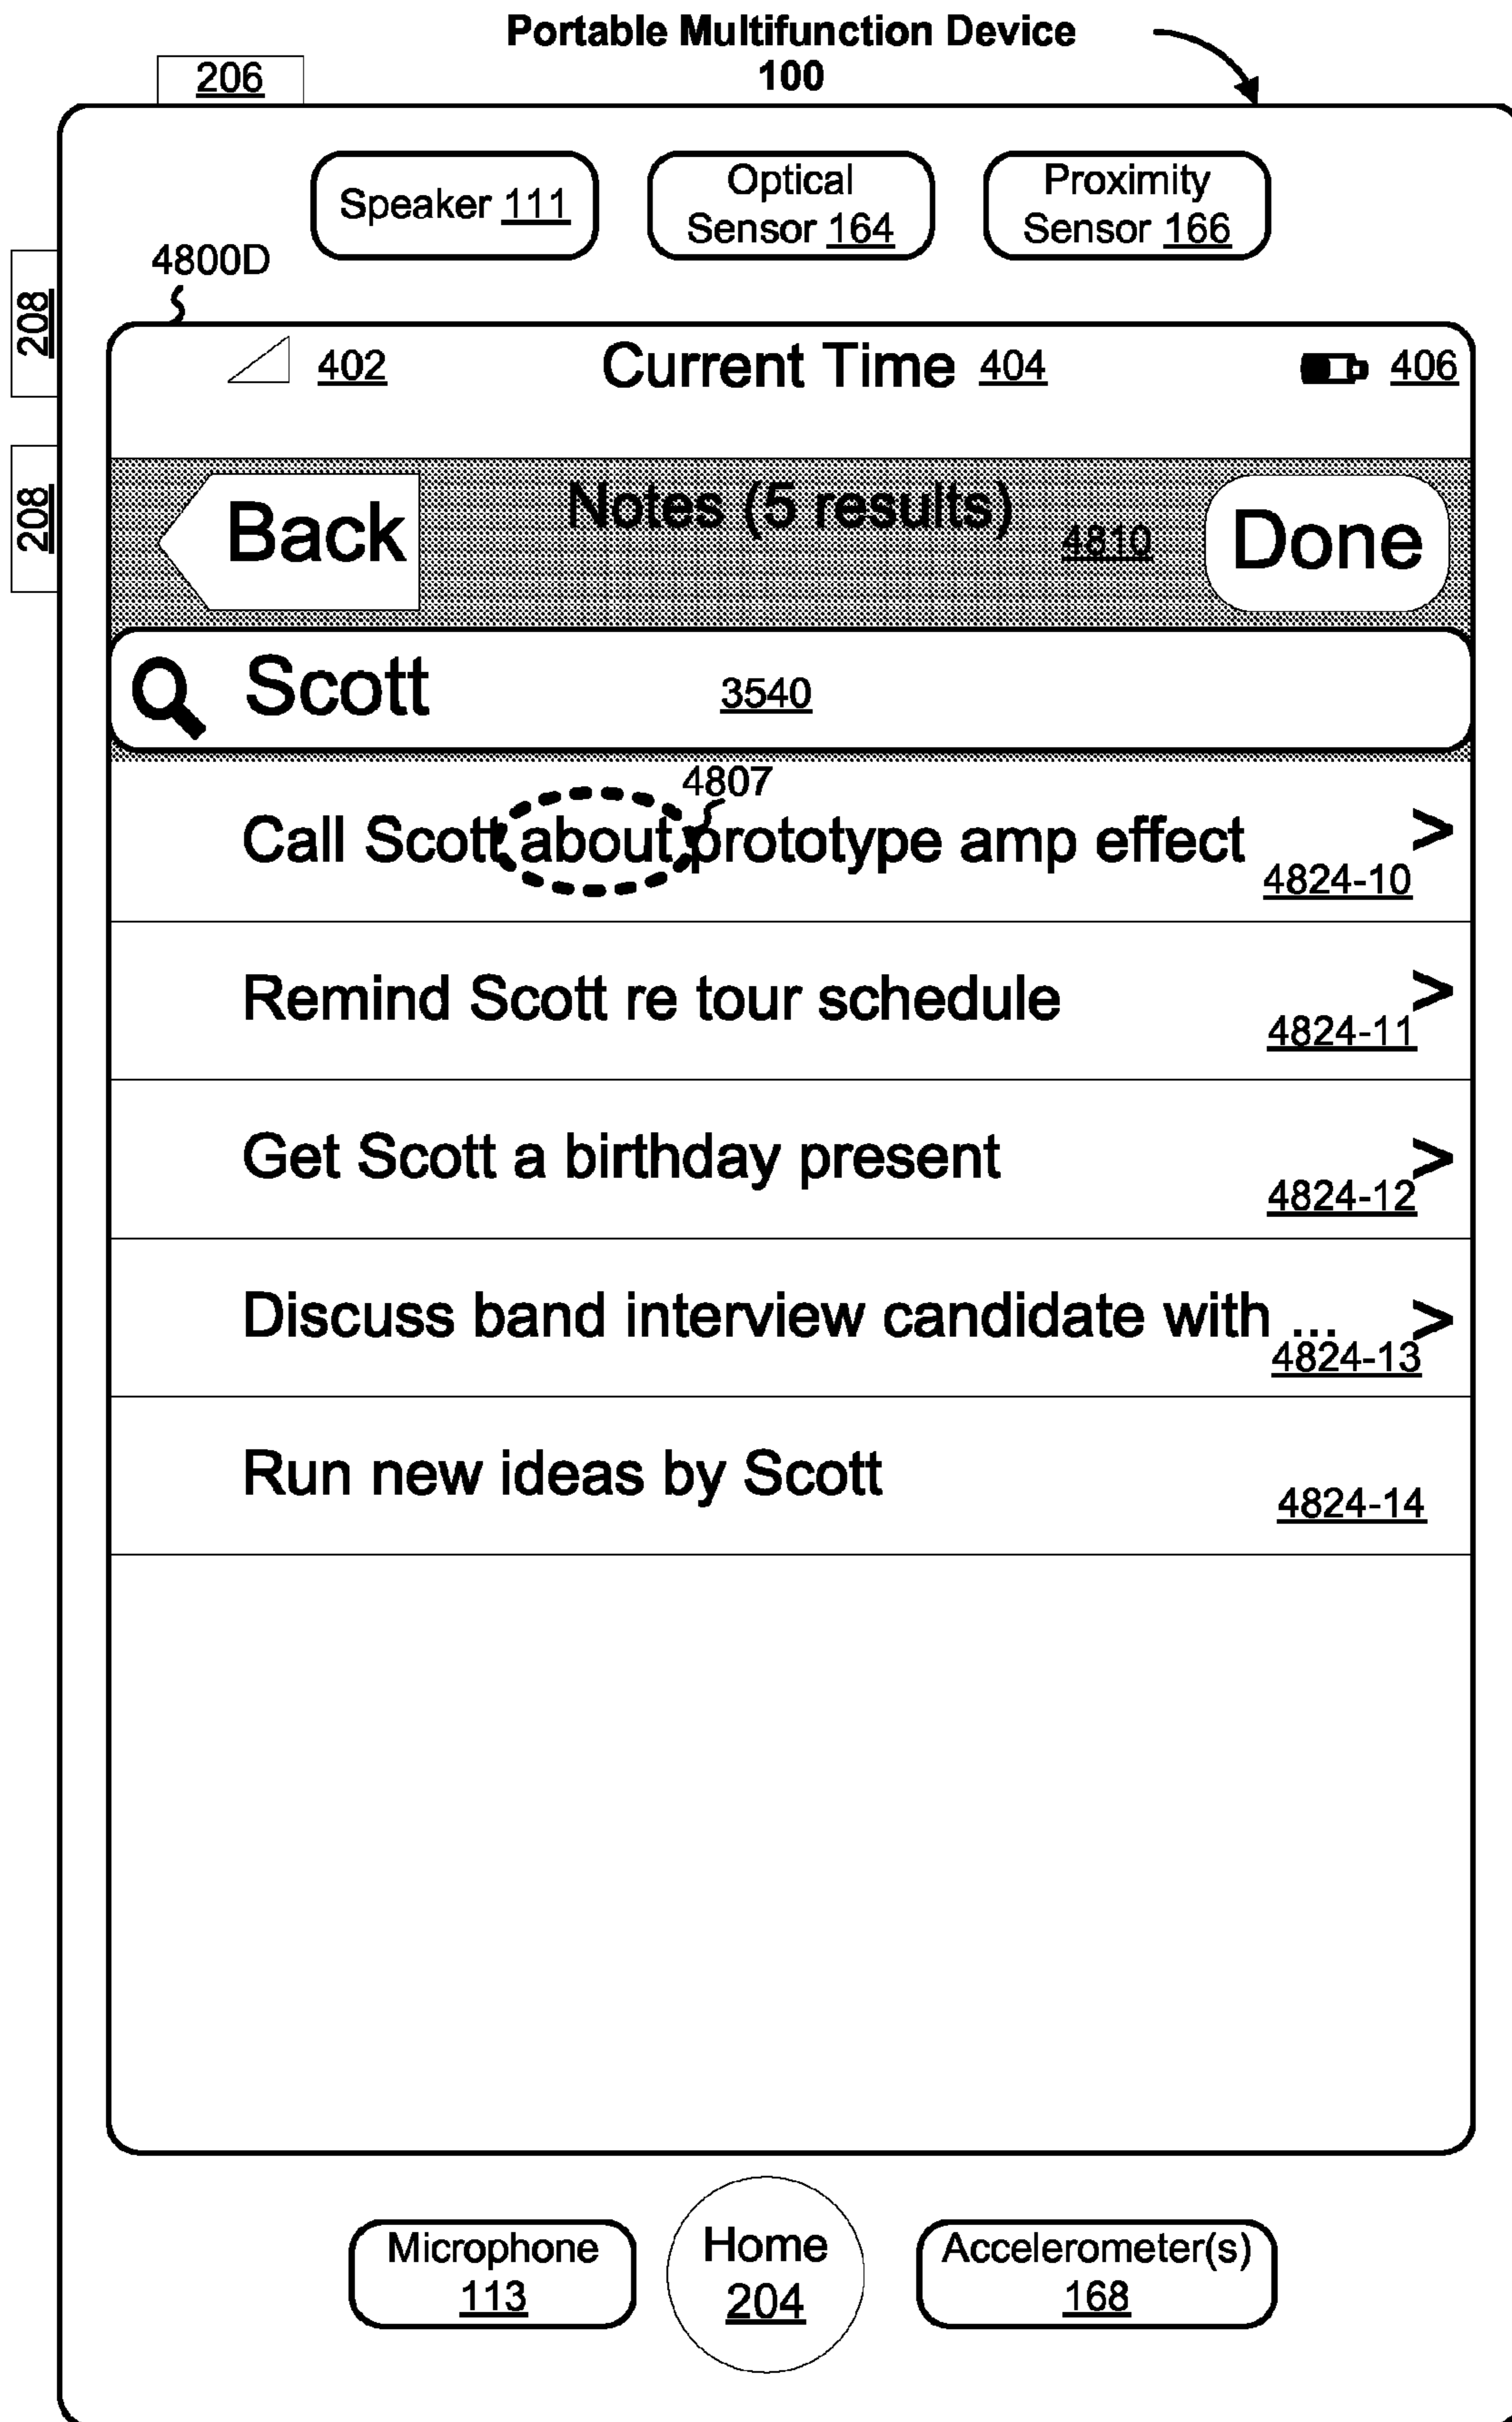 Portable Multifunction Device
100
206
Speaker 111
Optical
Sensor 164
Proximity
Sensor 166
4800D
208
208
402
Current Time 404
406
Back
Notes (5 results)
4810
Done
Scott
3540
4807
Call Scott about prototype amp effect
>
4824-10
Remind Scott re tour schedule
>
4824-11
Get Scott a birthday present
>
4824-12
Discuss band interview candidate with ...
>
4824-13
Run new ideas by Scott
4824-14
Microphone
113
Home
204
Accelerometer(s)
168